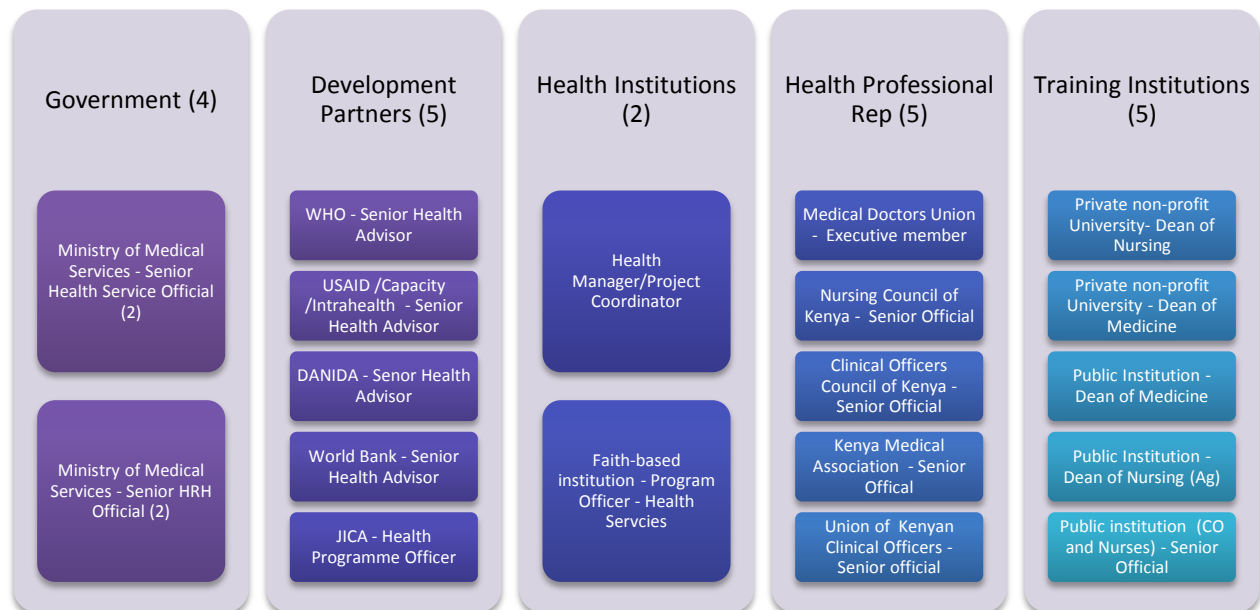 Government (4)
Ministry of Medical
Services - Senior
Health Service Official
(2)
Ministry of Medical
Services - Senior HRH
Official (2)
Development
Partners (5)
WHO - Senior Health
Advisor
USAID /Capacity
/Intrahealth - Senior
Health Advisor
DANIDA - Senor Health
Advisor
World Bank - Senior
Health Advisor
JICA - Health
Programme Officer
Health Institutions
(2)
Health
Manager/Project
Coordinator
Faith-based
institution - Program
Officer - Health
Servcies
Health Professional
Rep (5)
Medical Doctors Union
- Executive member
Nursing Council of
Kenya - Senior Official
Clinical Officers
Council of Kenya -
Senior Official
Kenya Medical
Association - Senior
Offical
Union of Kenyan
Clinical Officers -
Senior official
Training Institutions
(5)
Private non-profit
University- Dean of
Nursing
Private non-profit
University - Dean of
Medicine
Public Institution -
Dean of Medicine
Public Institution -
Dean of Nursing (Ag)
Public institution (CO
and Nurses) - Senior
Official